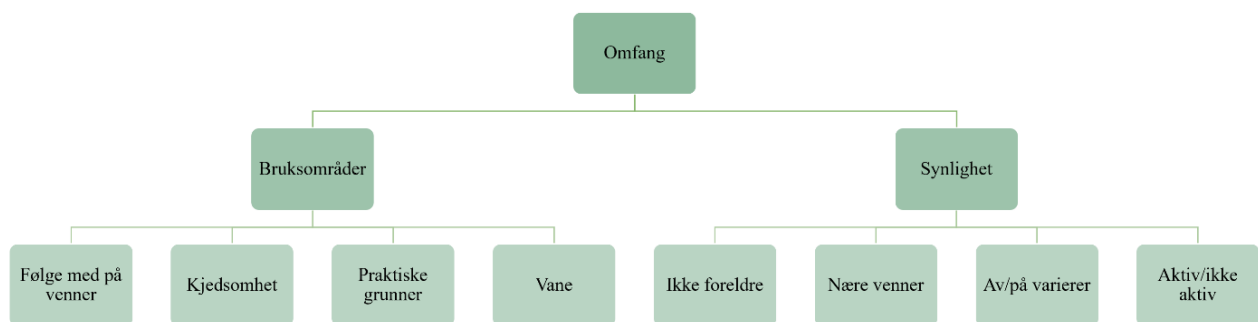 Omfang
Bruksområder
Synlighet
Følge med på
venner
Kjedsomhet
Praktiske
grunner
Vane
Ikke foreldre
Nære venner
Av/på varierer
Aktiv/ikke
aktiv